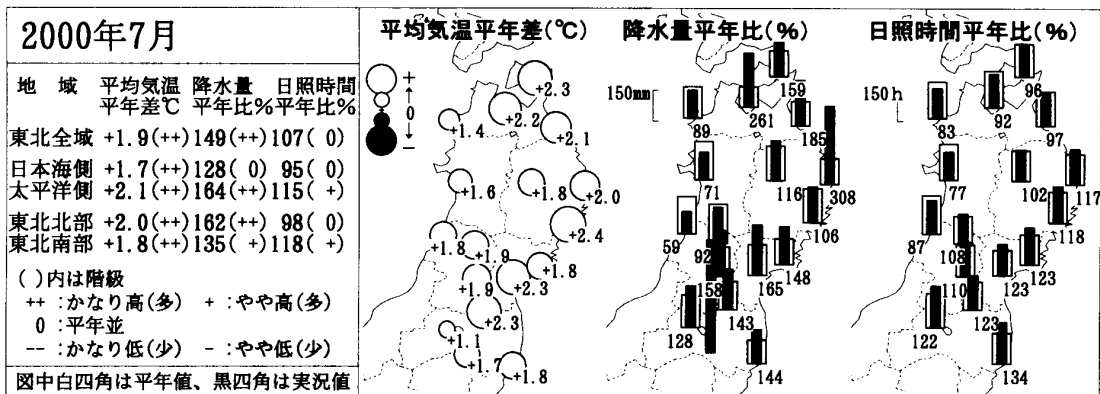 2000年7月
地　域　平均気温 降水量 日照時間
平年差℃ 平年比% 平年比%
東北全域 +1.9(++) 149(++) 107( 0)
日本海側 +1.7(++) 128( 0) 95( 0)
太平洋側 +2.1(++) 164(++) 115( +)
東北北部 +2.0(++) 162(++) 98( 0)
東北南部 +1.8(++) 135( +) 118( +)
( )内は階級
++ :かなり高(多)　+ :やや高(多)
0 :平年並
-- :かなり低(少)　- :やや低(少)
図中白四角は平年値、黒四角は実況値
平均気温平年差(℃)
+
0
-
+2.3
+2.2
+1.4
+2.1
+1.6
+1.8
+2.0
+2.4
+1.8
+1.9
+1.8
+1.9
+2.3
+2.3
+1.1
+1.7
+1.8
降水量平年比(%)
150mm
159
89
261
185
71
116
308
106
59
92
148
158
165
143
128
144
日照時間平年比(%)
150h
96
83
92
97
77
102
117
118
87
108
123
110
123
123
122
134